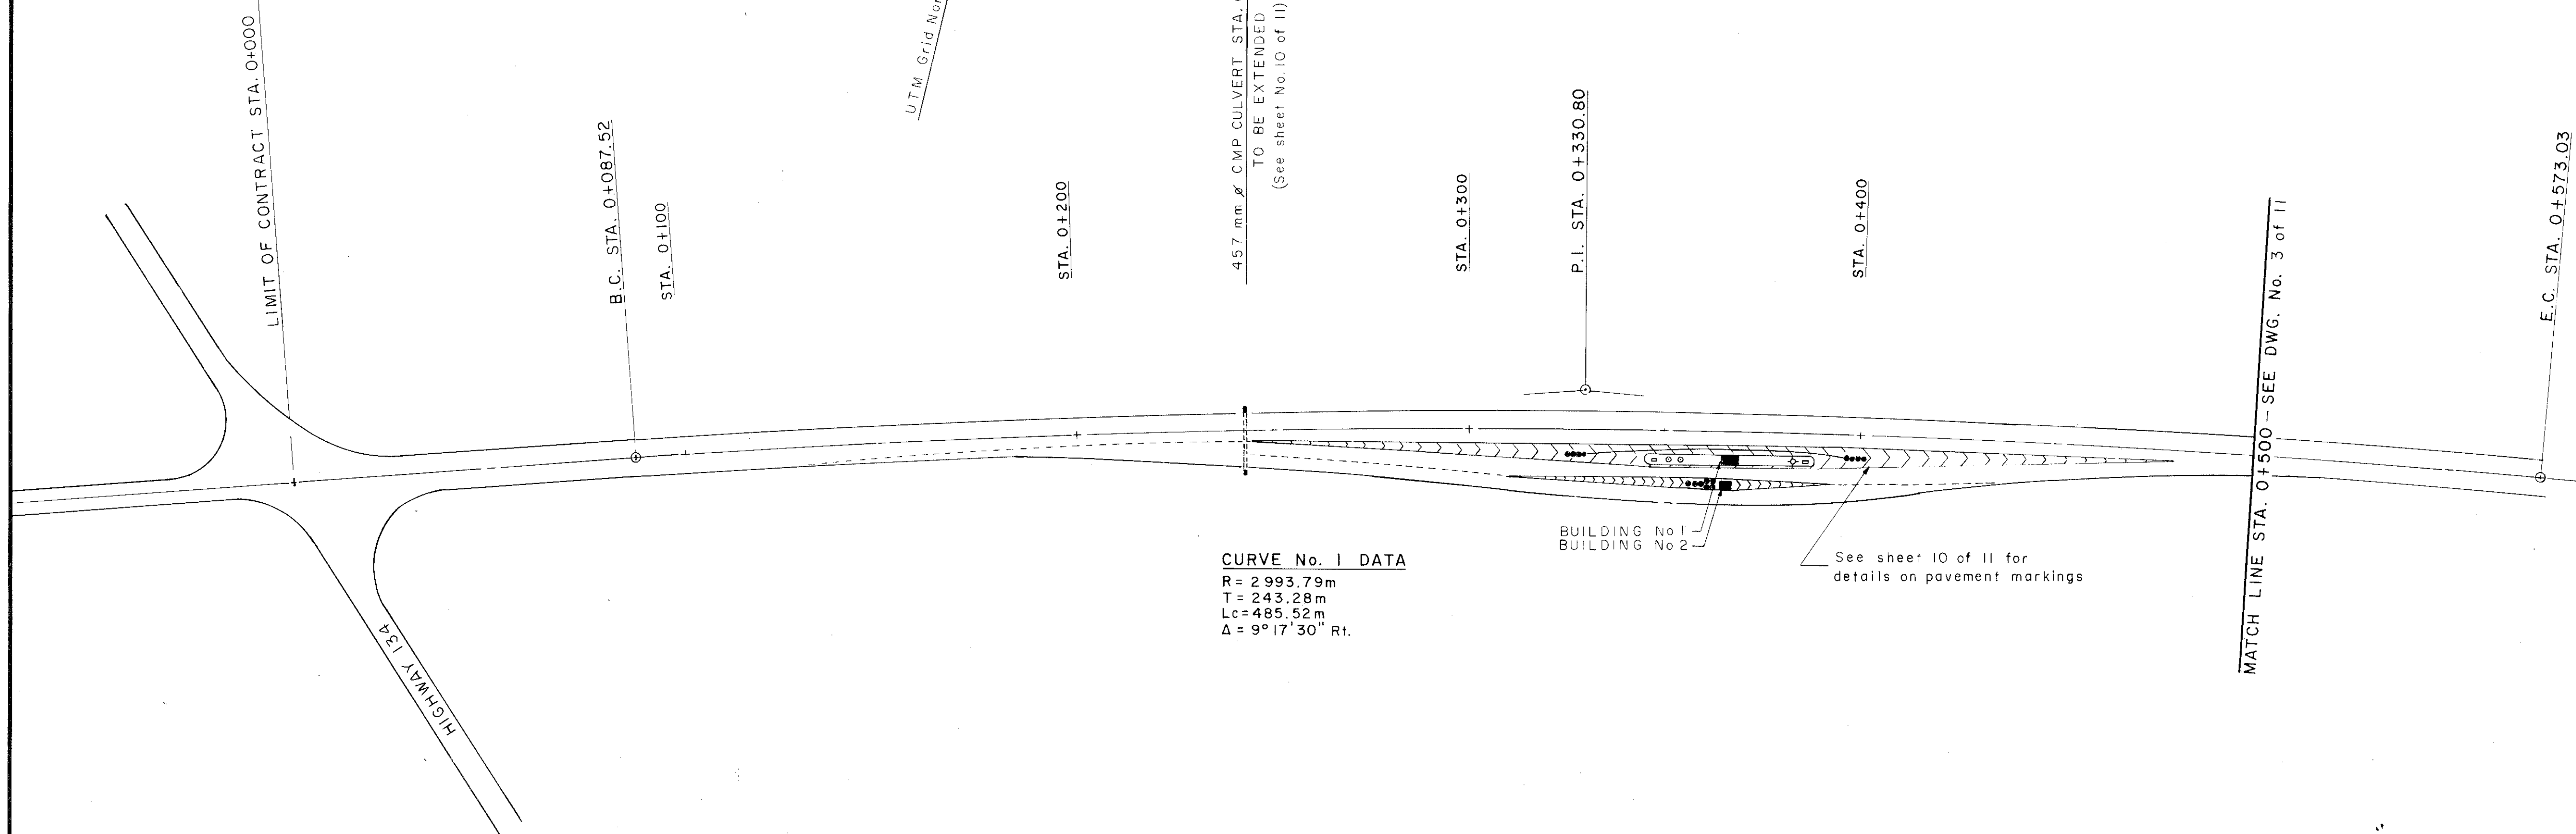 LIMIT OF CONTRACT STA. 0+000
B.C. STA. 0+087.52
STA. 0+100
UTM Grid
STA. 0+200
457 mm ø CMP CULVERT STA.
TO BE EXTENDED
(See sheet No. 10 of 11)
STA. 0+300
P.I. STA. 0+330.80
STA. 0+400
MATCH LINE STA. 0+500-SEE DWG. No. 3 of 11
E.C. STA. 0+573.03
BUILDING No 1
BUILDING No 2
See sheet 10 of 11 for
details on pavement markings
CURVE No. 1 DATA
R = 2 993.79m
T = 243.28m
Lc = 485.52m
Δ = 9° 17' 30" Rt.
HIGHWAY 134